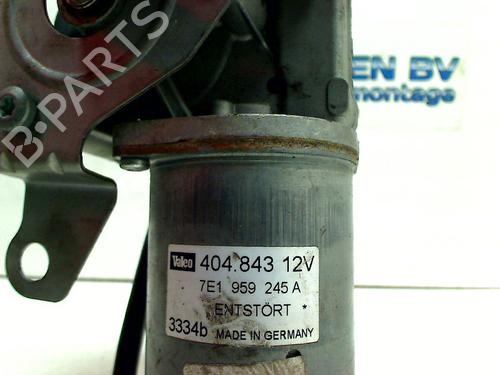 B-PARTS
EN BV
montage
Valeo 404.843 12V
7E1 959 245 A
ENTSTÖRT *
3334b MADE IN GERMANY